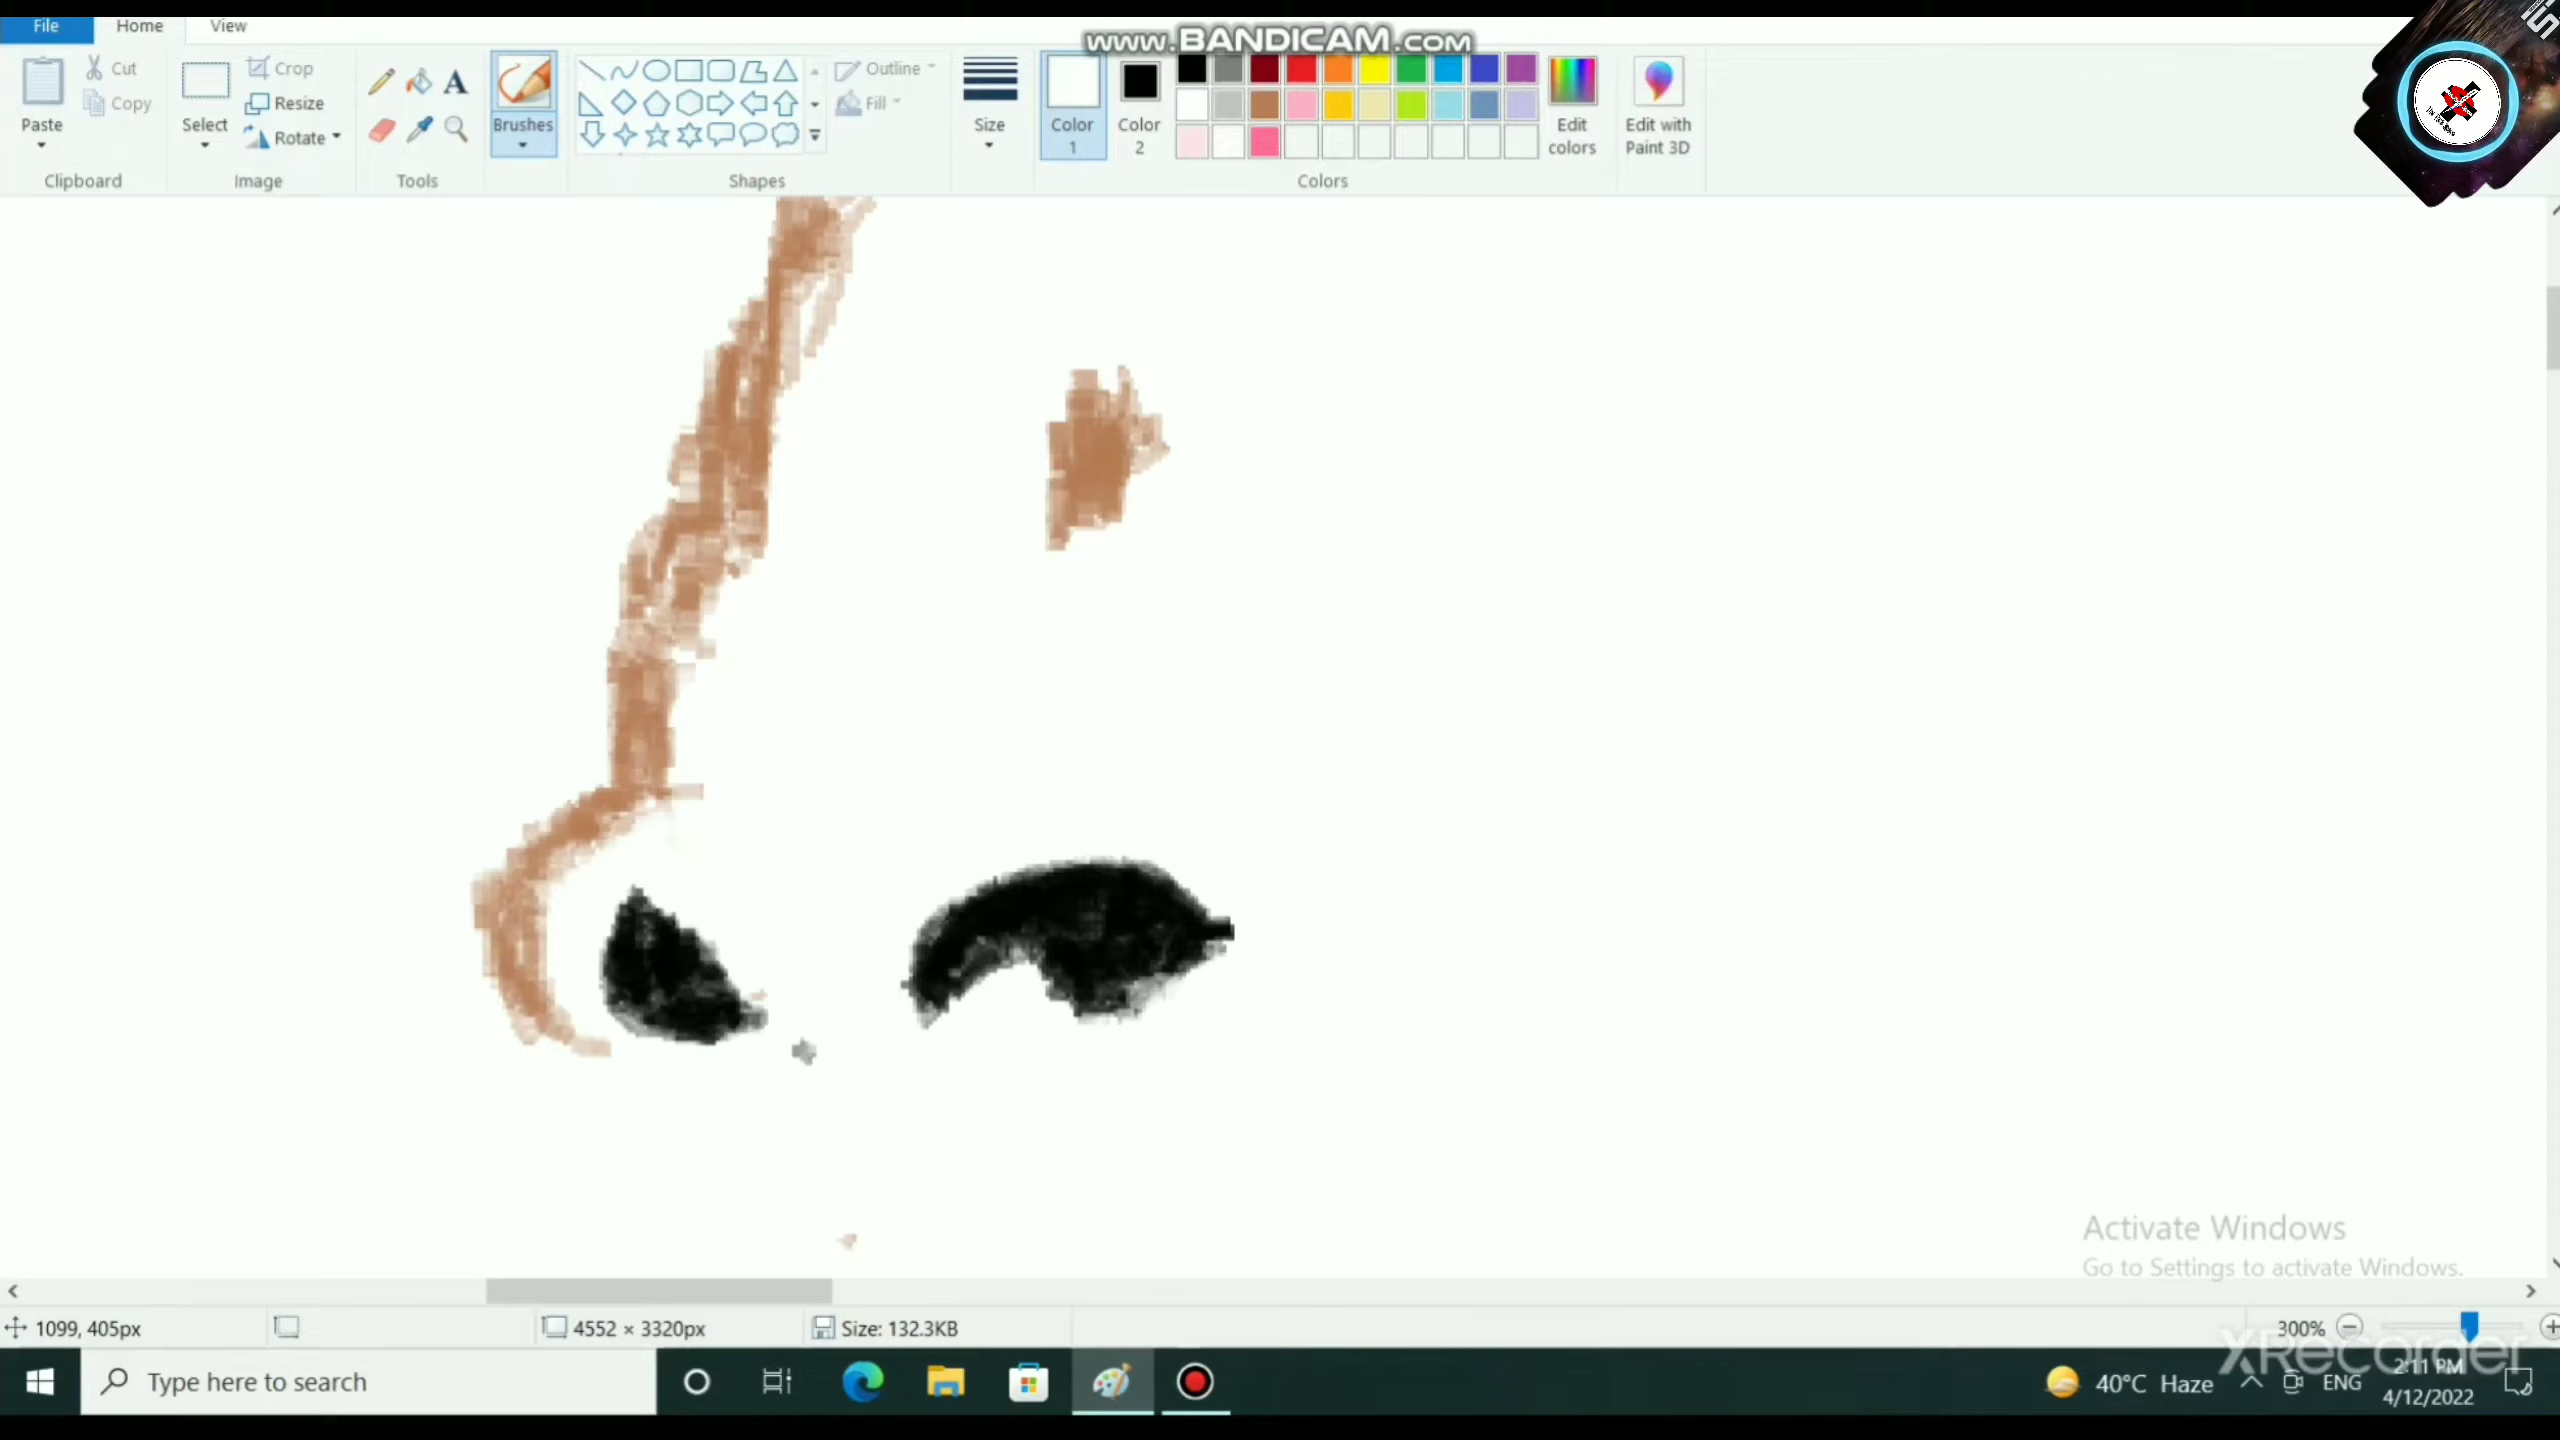 File Home View
www.BANDICAM.com
Cut
Copy
Paste
Clipboard
Crop
Resize
Rotate
Select
Image
A
Tools
Brushes
Shapes
Outline
Fill
Size
Color
1
Color
2
Colors
Edit
colors
Edit with
Paint 3D
Activate Windows
Go to Settings to activate Windows.
1099, 405px
4552 × 3320px
Size: 132.3KB
300%
XRecorder
Type here to search
40°C Haze
ENG
2:11 PM
4/12/2022